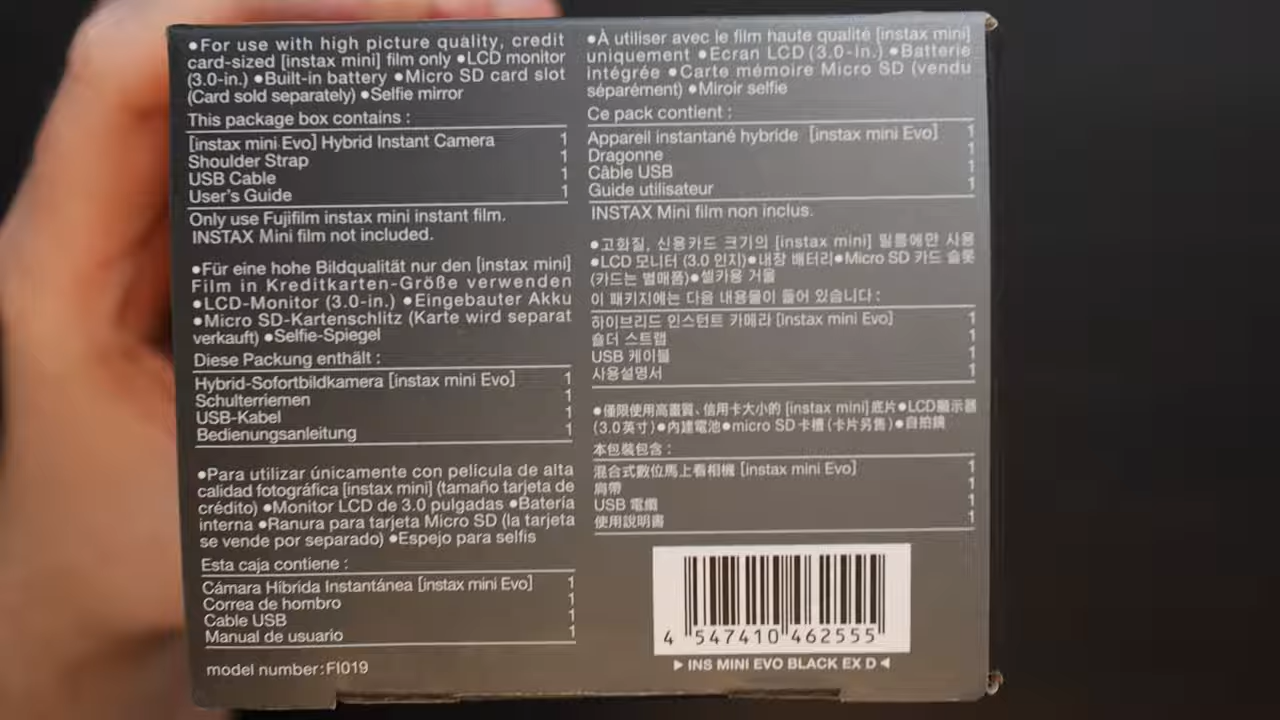 ●For use with high picture quality, credit
card-sized [instax mini] film only ●LCD monitor
(3.0-in.) ●Built-in battery ●Micro SD card slot
(Card sold separately) ●Selfie mirror
This package box contains :
[instax mini Evo] Hybrid Instant Camera 1
Shoulder Strap 1
USB Cable 1
User's Guide 1
Only use Fujifilm instax mini instant film.
INSTAX Mini film not included.
●Für eine hohe Bildqualität nur den [instax mini]
Film in Kreditkarten-Größe verwenden
●LCD-Monitor (3.0-in.) ●Eingebauter Akku
●Micro SD-Kartenschlitz (Karte wird separat
verkauft) ●Selfie-Spiegel
Diese Packung enthält :
Hybrid-Sofortbildkamera [instax mini Evo] 1
Schulterriemen 1
USB-Kabel 1
Bedienungsanleitung 1
●Para utilizar únicamente con película de alta
calidad fotográfica [instax mini] (tamaño tarjeta de
crédito) ●Monitor LCD de 3.0 pulgadas ●Batería
interna ●Ranura para tarjeta Micro SD (la tarjeta
se vende por separado) ●Espejo para selfis
Esta caja contiene :
Cámara Híbrida Instantánea [instax mini Evo] 1
Correa de hombro 1
Cable USB 1
Manual de usuario 1
model number:FI019
●À utiliser avec le film haute qualité [instax mini]
uniquement ●Ecran LCD (3.0-in.) ●Batterie
intégrée ●Carte mémoire Micro SD (vendu
séparément) ●Miroir selfie
Ce pack contient :
Appareil instantané hybride [instax mini Evo] 1
Dragonne 1
Câble USB 1
Guide utilisateur 1
INSTAX Mini film non inclus.
●고화질, 신용카드 크기의 [instax mini] 필름에만 사용
●LCD 모니터 (3.0 인치)●내장 배터리●Micro SD 카드 슬롯
(카드는 별매품)●셀카용 거울
이 패키지에는 다음 내용물이 들어 있습니다 :
하이브리드 인스턴트 카메라 [instax mini Evo] 1
숄더 스트랩 1
USB 케이블 1
사용설명서 1
●僅限使用高畫質、信用卡大小的 [instax mini] 底片●LCD顯示器
(3.0英寸)●內建電池●micro SD卡槽(卡片另售)●自拍鏡
本包裝包含 :
混合式數位馬上看相機 [instax mini Evo] 1
肩帶 1
USB 電纜 1
使用說明書 1
4 547410 462555
▶ INS MINI EVO BLACK EX D ◀